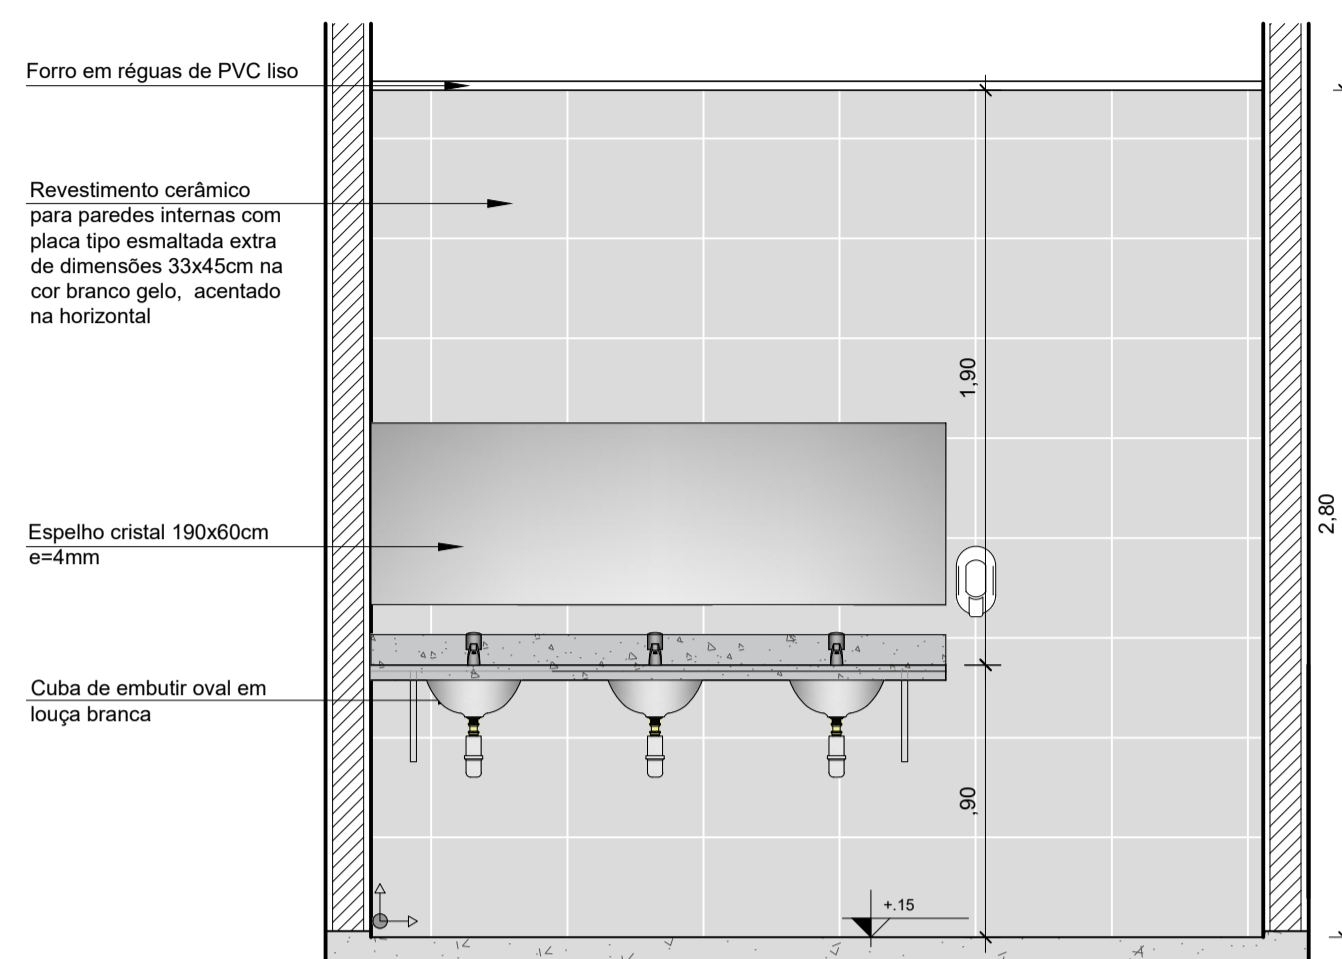 Forro em réguas de PVC liso
Revestimento cerâmico
para paredes internas com
placa tipo esmaltada extra
de dimensões 33x45cm na
cor branco gelo,  acentado
na horizontal
1,90
2,80
Espelho cristal 190x60cm
e=4mm
Cuba de embutir oval em
louça branca
,90
+.15